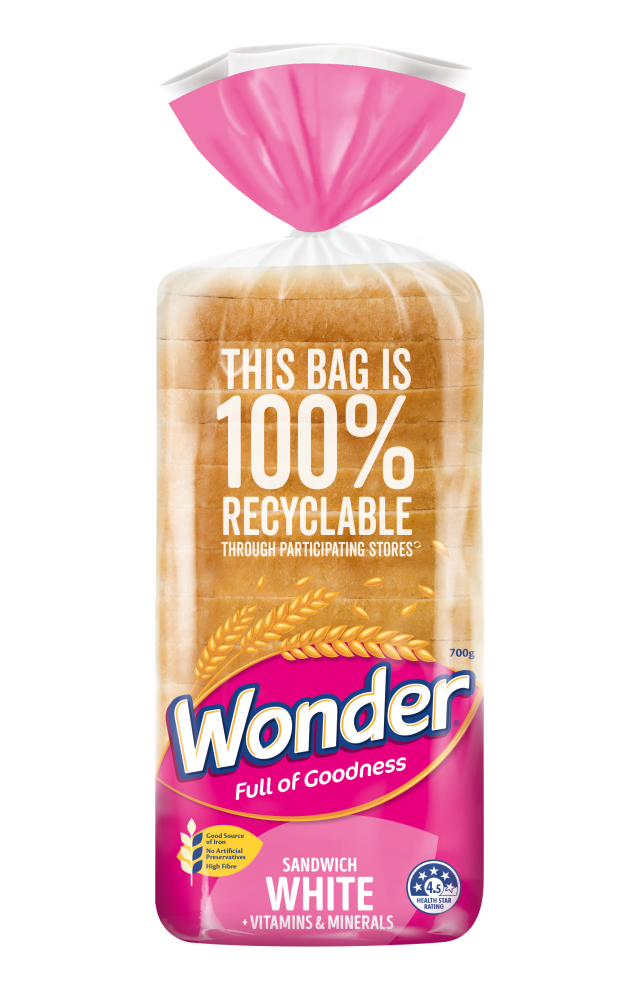 THIS BAG IS
100%
RECYCLABLE
THROUGH PARTICIPATING STORES
700g
Wonder
Full of Goodness
Good Source
of Iron
No Artificial
Preservatives
High Fibre
SANDWICH
WHITE
+ VITAMINS & MINERALS
4.5
HEALTH STAR
RATING